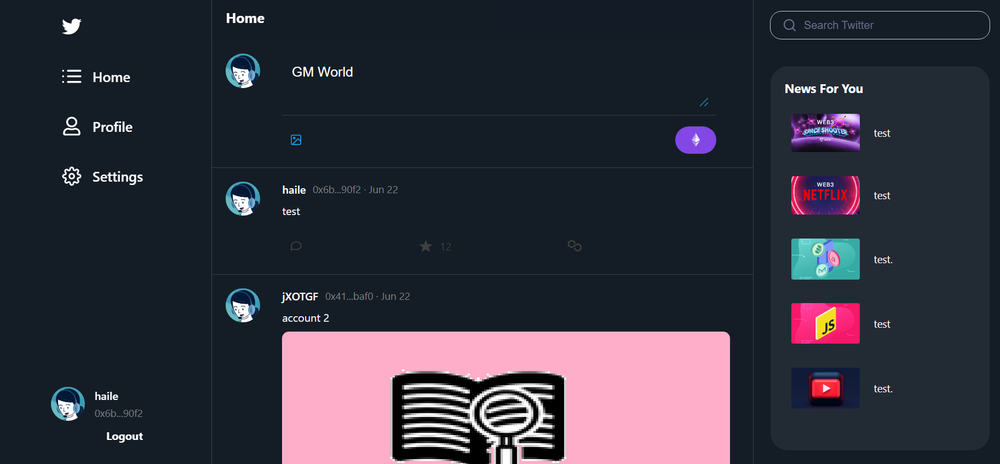 Home
Profile
Settings
haile
0x6b...90f2
Logout
Home
GM World
haile 0x6b...90f2 · Jun 22
test
12
jXOTGF 0x41...baf0 · Jun 22
account 2
Search Twitter
News For You
WEB3
SPACE SHOOTER
unity
test
WEB3
NETFLIX
test
test.
JS
test
test.